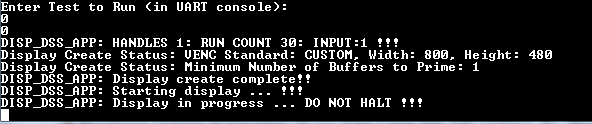 Enter Test to Run (in UART console):
0
0
DISP_DSS_APP: HANDLES 1: RUN COUNT 30: INPUT:1 !!!
Display Create Status: VENC Standard: CUSTOM, Width: 800, Height: 480
Display Create Status: Minimum Number of Buffers to Prime: 1
DISP_DSS_APP: Display create complete!!
DISP_DSS_APP: Starting display ... !!!
DISP_DSS_APP: Display in progress ... DO NOT HALT !!!